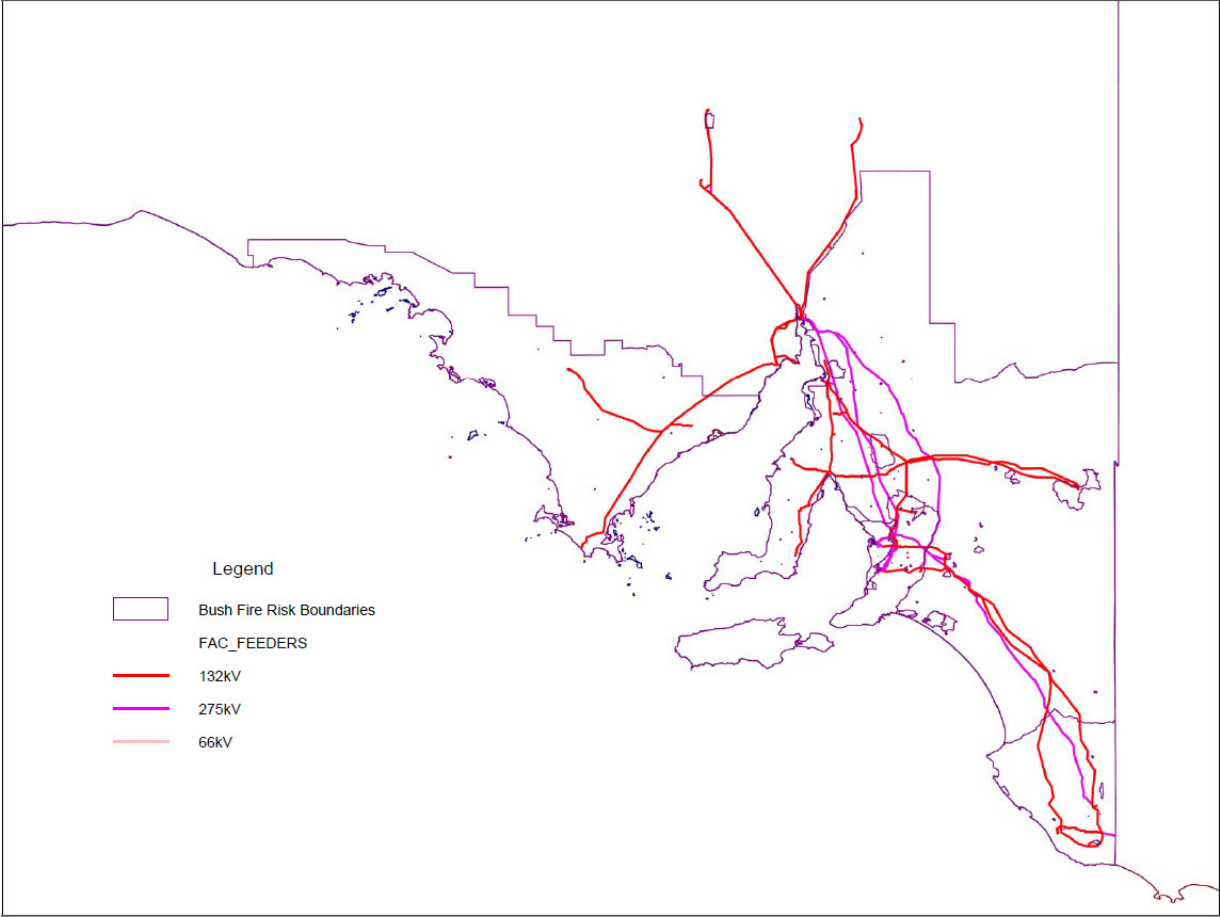 Legend
Bush Fire Risk Boundaries
FAC_FEEDERS
132kV
275kV
66kV